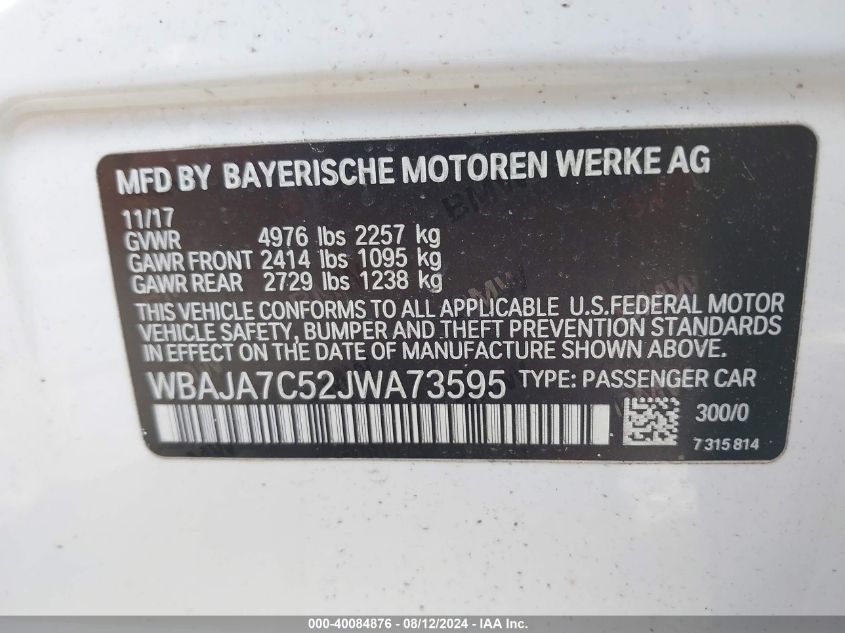 MFD BY BAYERISCHE MOTOREN WERKE AG
11/17
GVWR 4976 lbs 2257 kg
GAWR FRONT 2414 lbs 1095 kg
GAWR REAR 2729 lbs 1238 kg
THIS VEHICLE CONFORMS TO ALL APPLICABLE U.S.FEDERAL MOTOR
VEHICLE SAFETY, BUMPER AND THEFT PREVENTION STANDARDS
IN EFFECT ON THE DATE OF MANUFACTURE SHOWN ABOVE.
WBAJA7C52JWA73595 TYPE: PASSENGER CAR
300/0
7315814
000-40084876 - 08/12/2024 - IAA Inc.